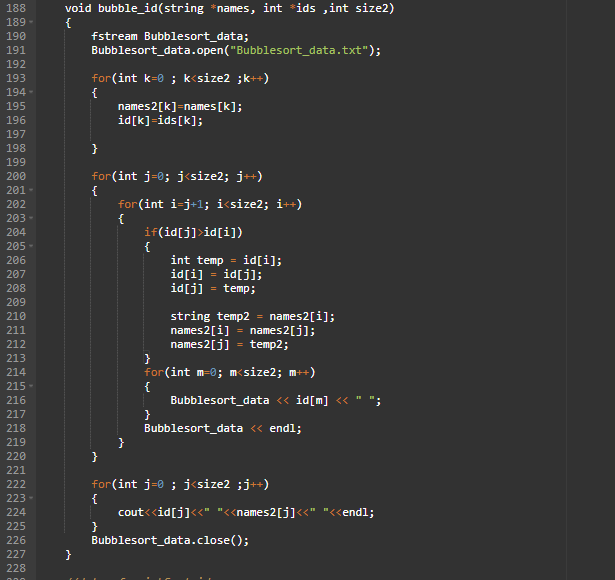 188 void bubble_id(string *names, int *ids ,int size2)
189 {
190 fstream Bubblesort_data;
191 Bubblesort_data.open("Bubblesort_data.txt");
192
193 for(int k=0 ; k<size2 ;k++)
194 {
195 names2[k]=names[k];
196 id[k]=ids[k];
197
198 }
199
200 for(int j=0; j<size2; j++)
201 {
202 for(int i=j+1; i<size2; i++)
203 {
204 if(id[j]>id[i])
205 {
206 int temp = id[i];
207 id[i] = id[j];
208 id[j] = temp;
209
210 string temp2 = names2[i];
211 names2[i] = names2[j];
212 names2[j] = temp2;
213 }
214 for(int m=0; m<size2; m++)
215 {
216 Bubblesort_data << id[m] << " ";
217 }
218 Bubblesort_data << endl;
219 }
220 }
221
222 for(int j=0 ; j<size2 ;j++)
223 {
224 cout<<id[j]<<" "<<names2[j]<<" "<<endl;
225 }
226 Bubblesort_data.close();
227 }
228